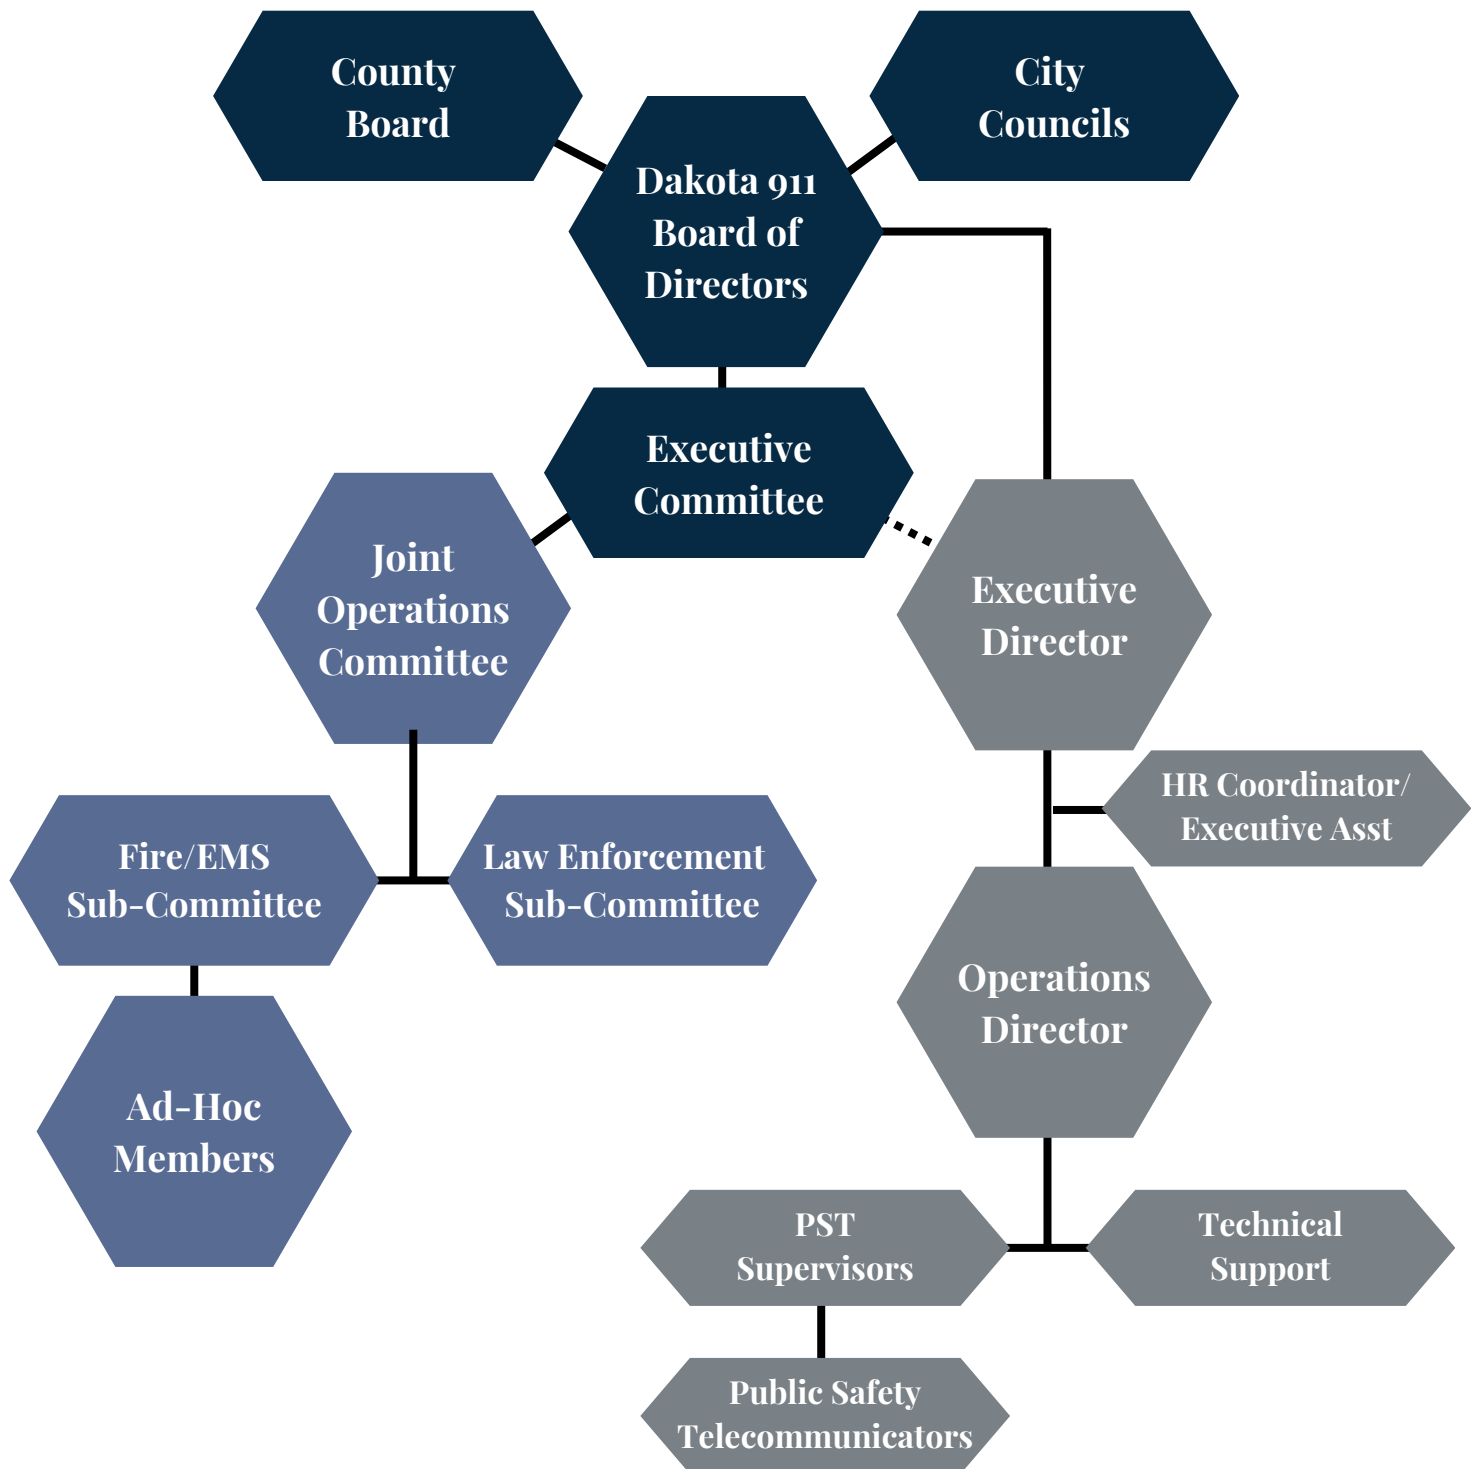 County
Board
City
Councils
Dakota 911
Board of
Directors
Executive
Committee
Joint
Operations
Committee
Executive
Director
HR Coordinator/
Executive Asst
Fire/EMS
Sub-Committee
Law Enforcement
Sub-Committee
Operations
Director
Ad-Hoc
Members
PST
Supervisors
Technical
Support
Public Safety
Telecommunicators